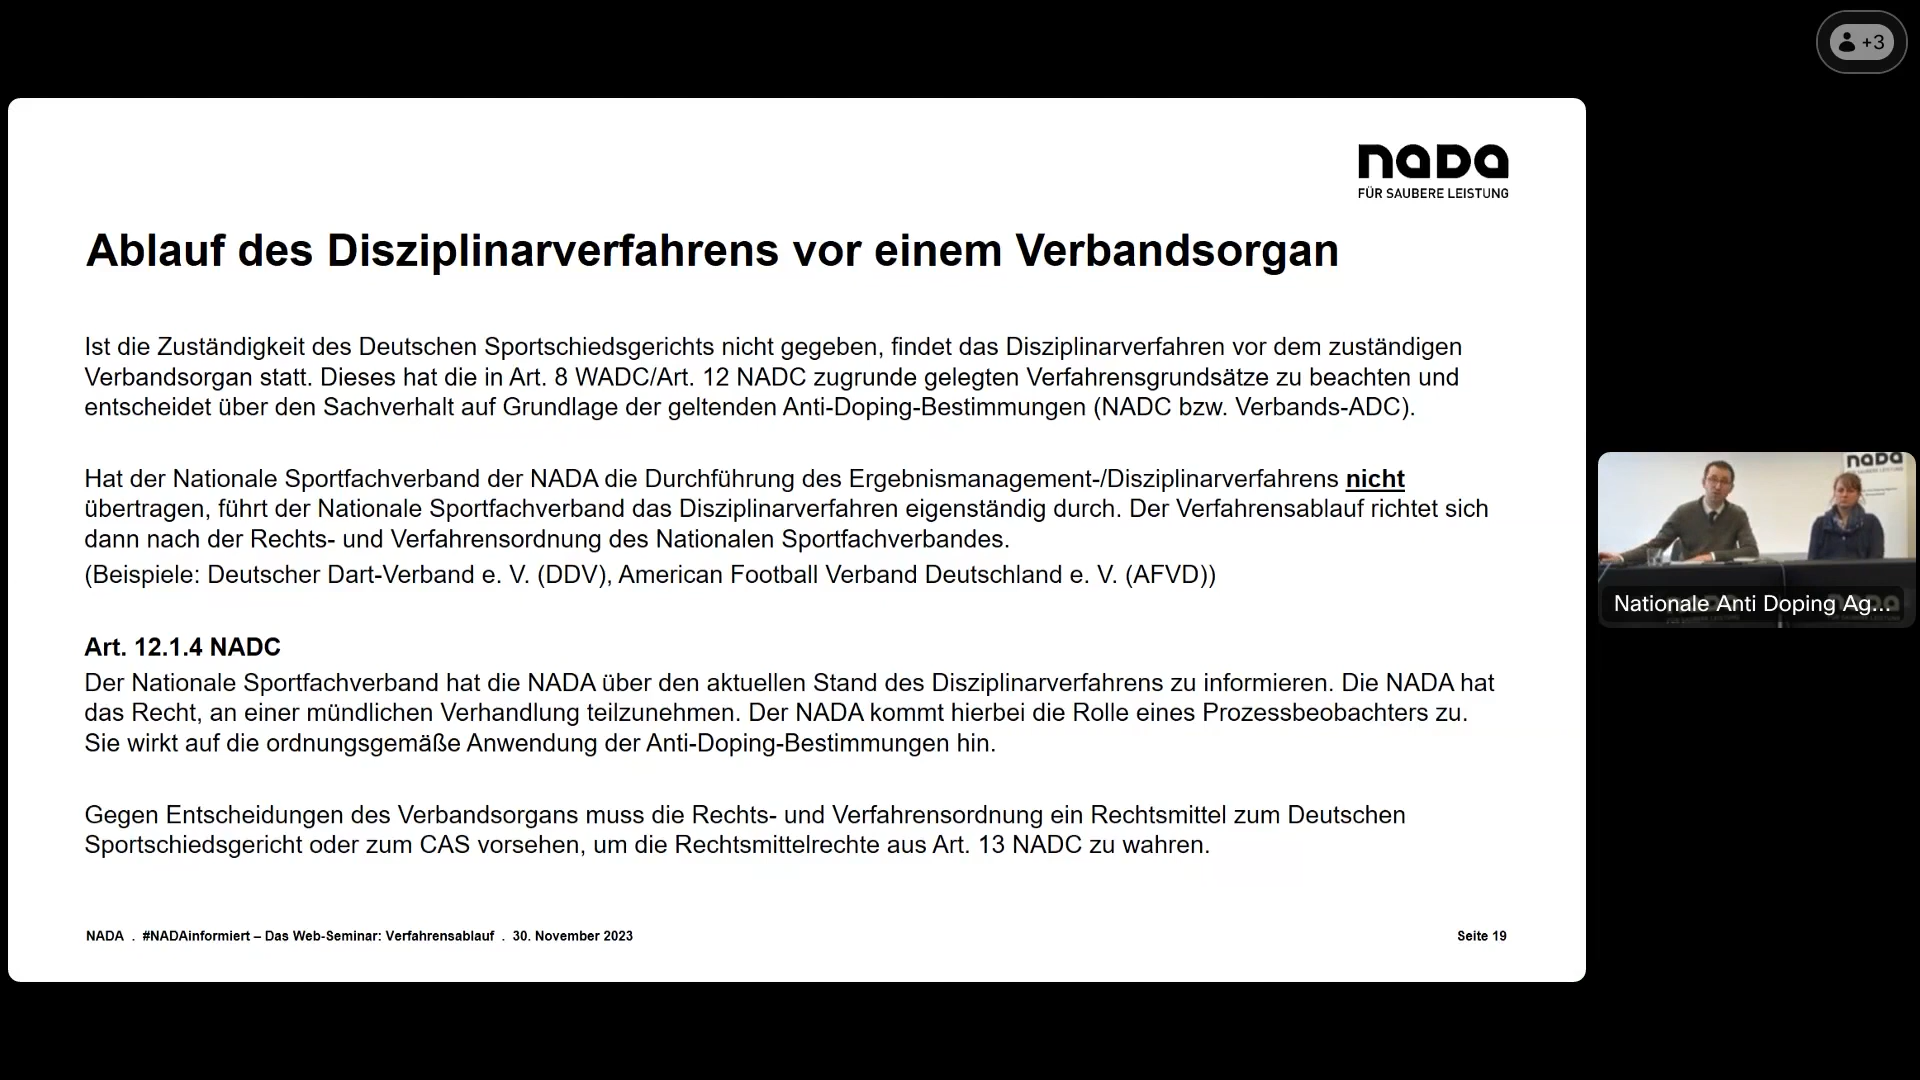 +3
naDa
FÜR SAUBERE LEISTUNG
Ablauf des Disziplinarverfahrens vor einem Verbandsorgan
Ist die Zuständigkeit des Deutschen Sportschiedsgerichts nicht gegeben, findet das Disziplinarverfahren vor dem zuständigen
Verbandsorgan statt. Dieses hat die in Art. 8 WADC/Art. 12 NADC zugrunde gelegten Verfahrensgrundsätze zu beachten und
entscheidet über den Sachverhalt auf Grundlage der geltenden Anti-Doping-Bestimmungen (NADC bzw. Verbands-ADC).
Hat der Nationale Sportfachverband der NADA die Durchführung des Ergebnismanagement-/Disziplinarverfahrens nicht
übertragen, führt der Nationale Sportfachverband das Disziplinarverfahren eigenständig durch. Der Verfahrensablauf richtet sich
dann nach der Rechts- und Verfahrensordnung des Nationalen Sportfachverbandes.
(Beispiele: Deutscher Dart-Verband e. V. (DDV), American Football Verband Deutschland e. V. (AFVD))
Art. 12.1.4 NADC
Der Nationale Sportfachverband hat die NADA über den aktuellen Stand des Disziplinarverfahrens zu informieren. Die NADA hat
das Recht, an einer mündlichen Verhandlung teilzunehmen. Der NADA kommt hierbei die Rolle eines Prozessbeobachters zu.
Sie wirkt auf die ordnungsgemäße Anwendung der Anti-Doping-Bestimmungen hin.
Gegen Entscheidungen des Verbandsorgans muss die Rechts- und Verfahrensordnung ein Rechtsmittel zum Deutschen
Sportschiedsgericht oder zum CAS vorsehen, um die Rechtsmittelrechte aus Art. 13 NADC zu wahren.
NADA . #NADAinformiert – Das Web-Seminar: Verfahrensablauf . 30. November 2023
Seite 19
naDa
Nationale Anti Doping Ag...